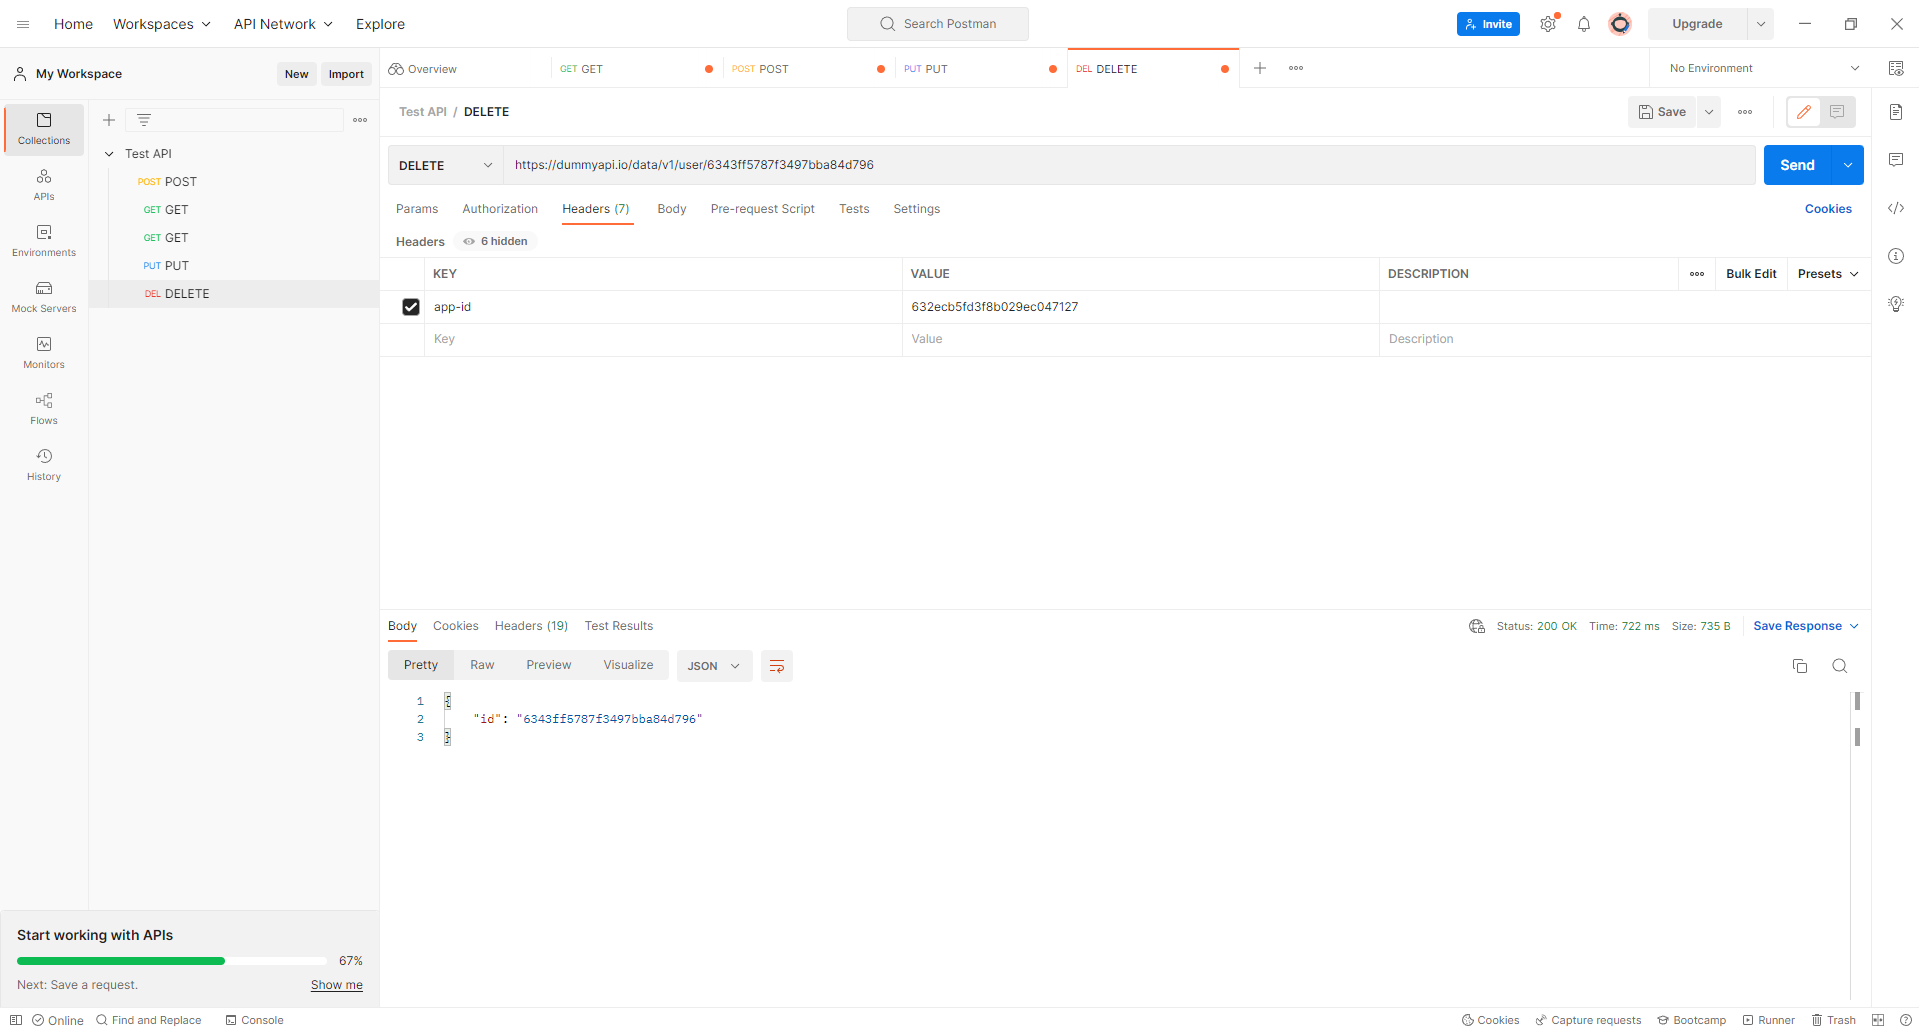 Home Workspaces API Network Explore Search Postman Invite Upgrade
My Workspace New Import Overview GET GET POST POST PUT PUT DEL DELETE No Environment
Collections
APIs
Environments
Mock Servers
Monitors
Flows
History
Test API
POST POST
GET GET
GET GET
PUT PUT
DEL DELETE
Test API / DELETE Save
DELETE https://dummyapi.io/data/v1/user/6343ff5787f3497bba84d796 Send
Params Authorization Headers (7) Body Pre-request Script Tests Settings Cookies
Headers 6 hidden
KEY VALUE DESCRIPTION Bulk Edit Presets
app-id 632ecb5fd3f8b029ec047127
Key Value Description
Body Cookies Headers (19) Test Results Status: 200 OK Time: 722 ms Size: 735 B Save Response
Pretty Raw Preview Visualize JSON
1 {
2 "id": "6343ff5787f3497bba84d796"
3 }
Start working with APIs
67%
Next: Save a request. Show me
Online Find and Replace Console Cookies Capture requests Bootcamp Runner Trash